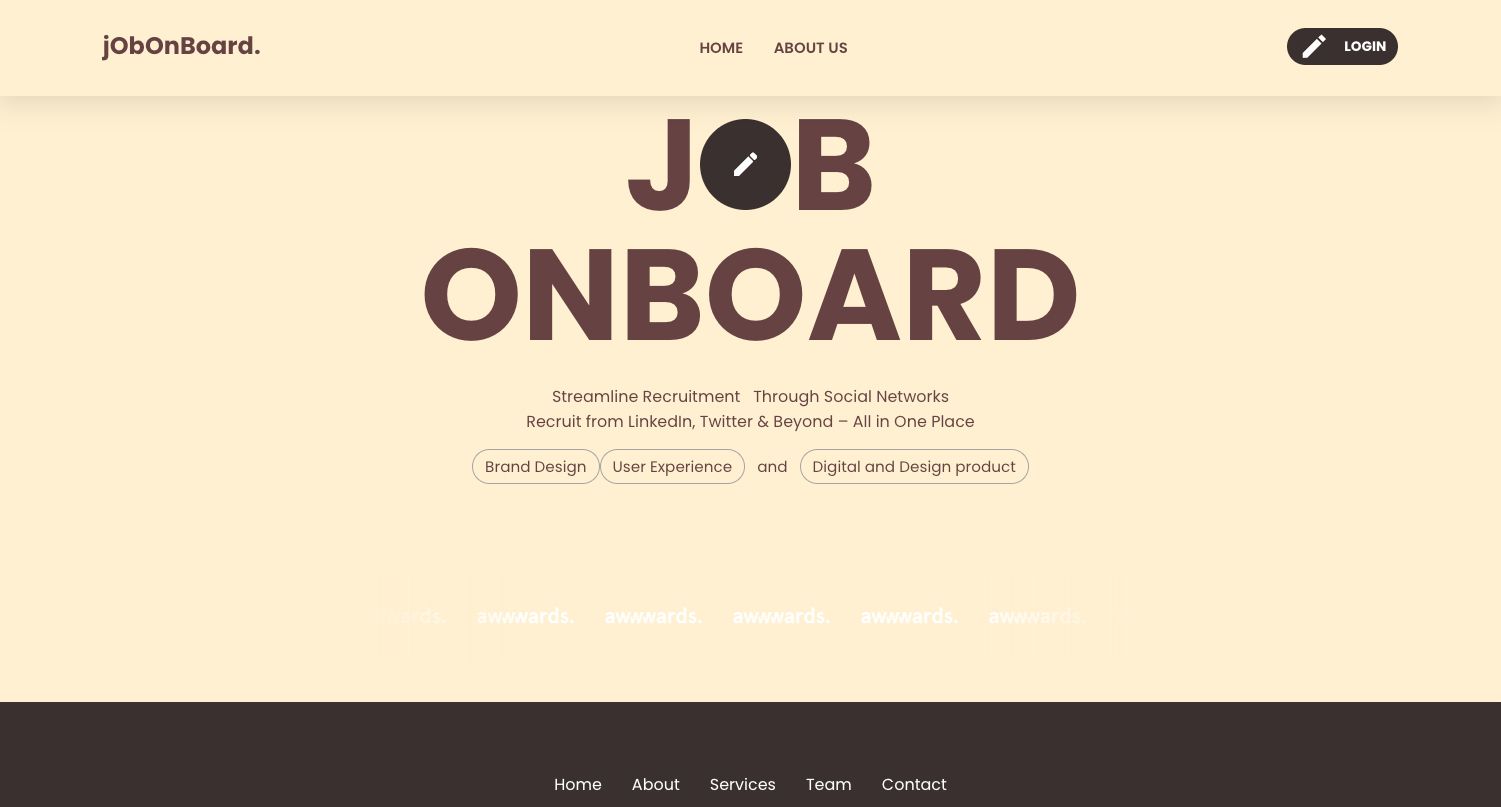 jObOnBoard.
HOME ABOUT US
LOGIN
JOB
ONBOARD
Streamline Recruitment Through Social Networks
Recruit from LinkedIn, Twitter & Beyond – All in One Place
Brand Design User Experience and Digital and Design product
awwwards. awwwards. awwwards. awwwards. awwwards.
Home About Services Team Contact